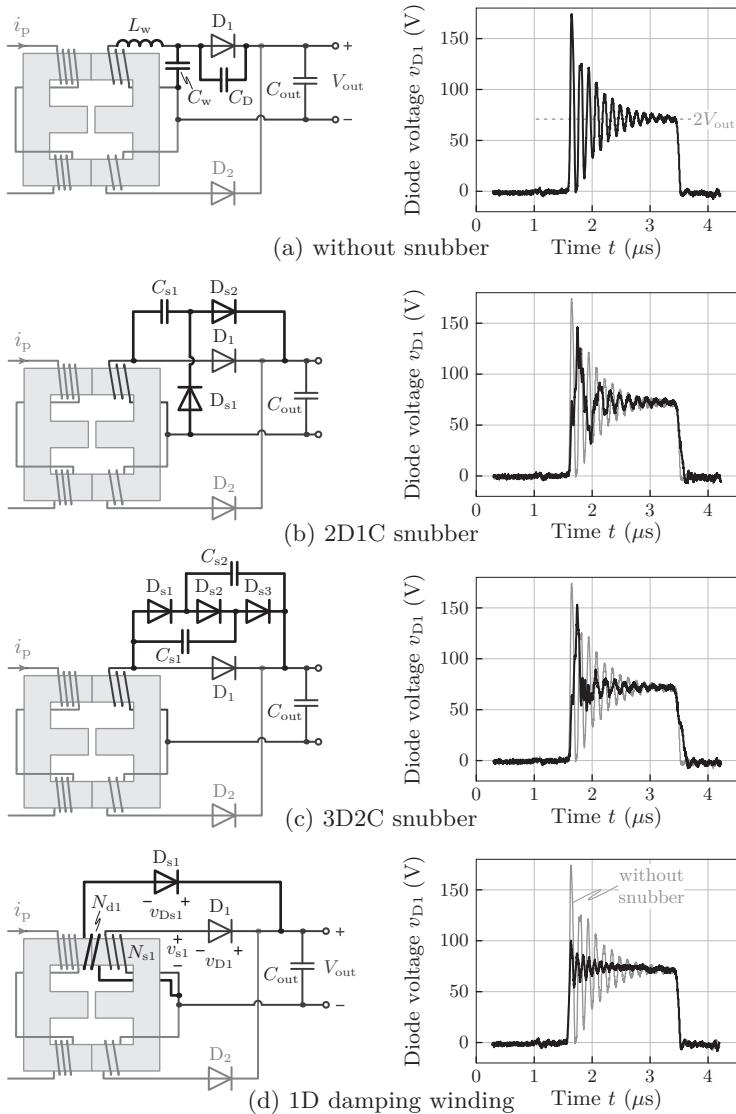 i_p
L_w
D_1
C_w
C_D
C_out
V_out
+
−
D_2
Diode voltage v_D1 (V)
150
100
50
0
2V_out
0 1 2 3 4
Time t (μs)
(a) without snubber
C_s1
D_s2
i_p
D_1
D_s1
C_out
D_2
Diode voltage v_D1 (V)
150
100
50
0
0 1 2 3 4
Time t (μs)
(b) 2D1C snubber
C_s2
D_s1
D_s2
D_s3
C_s1
i_p
D_1
C_out
D_2
Diode voltage v_D1 (V)
150
100
50
0
0 1 2 3 4
Time t (μs)
(c) 3D2C snubber
D_s1
− v_Ds1 +
N_d1
i_p
D_1
N_s1
+ v_s1 −
− v_D1 +
C_out
V_out
+
−
D_2
Diode voltage v_D1 (V)
150
100
50
0
without
snubber
0 1 2 3 4
Time t (μs)
(d) 1D damping winding